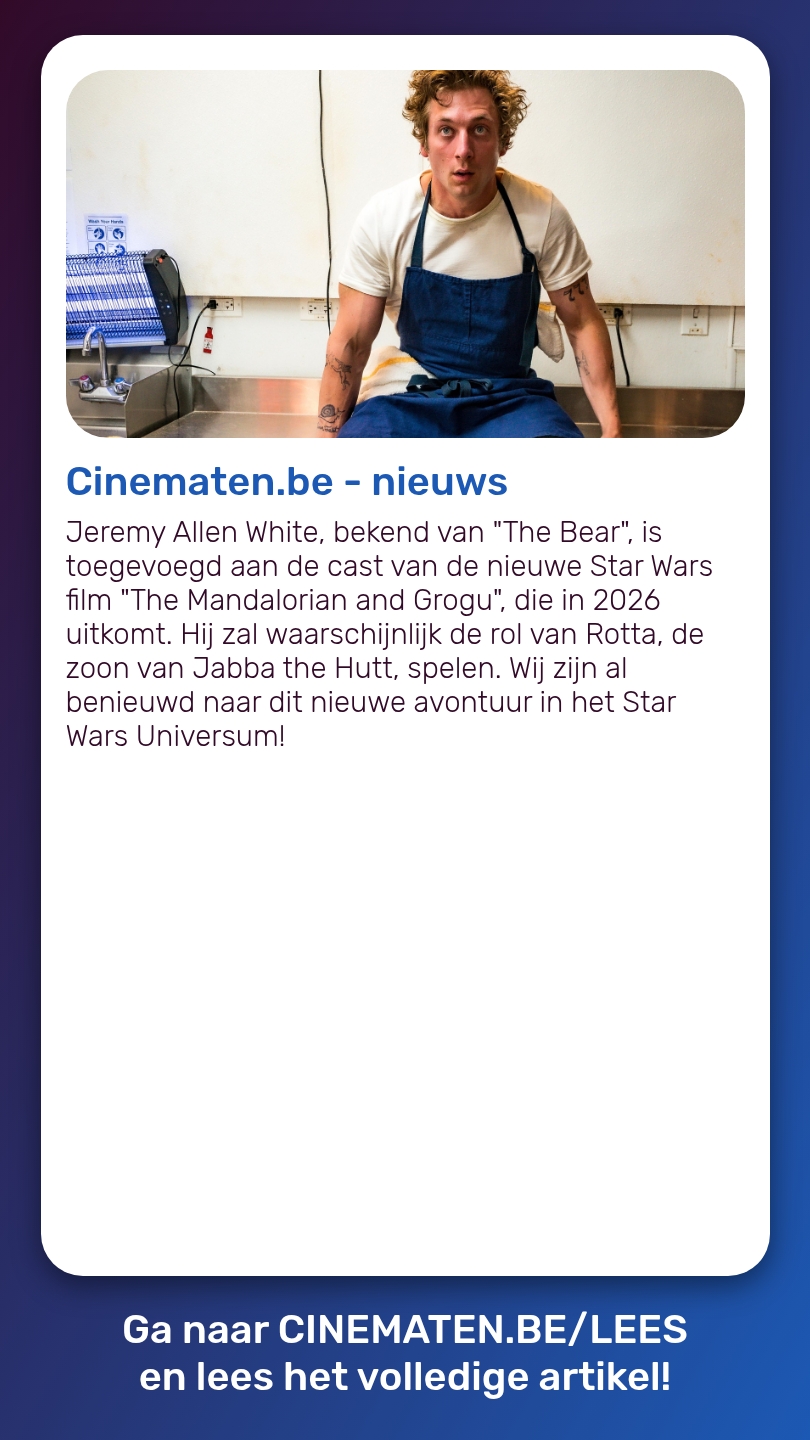 Wash Your Hands
Cinematen.be - nieuws
Jeremy Allen White, bekend van "The Bear", is
toegevoegd aan de cast van de nieuwe Star Wars
film "The Mandalorian and Grogu", die in 2026
uitkomt. Hij zal waarschijnlijk de rol van Rotta, de
zoon van Jabba the Hutt, spelen. Wij zijn al
benieuwd naar dit nieuwe avontuur in het Star
Wars Universum!
Ga naar CINEMATEN.BE/LEES
en lees het volledige artikel!